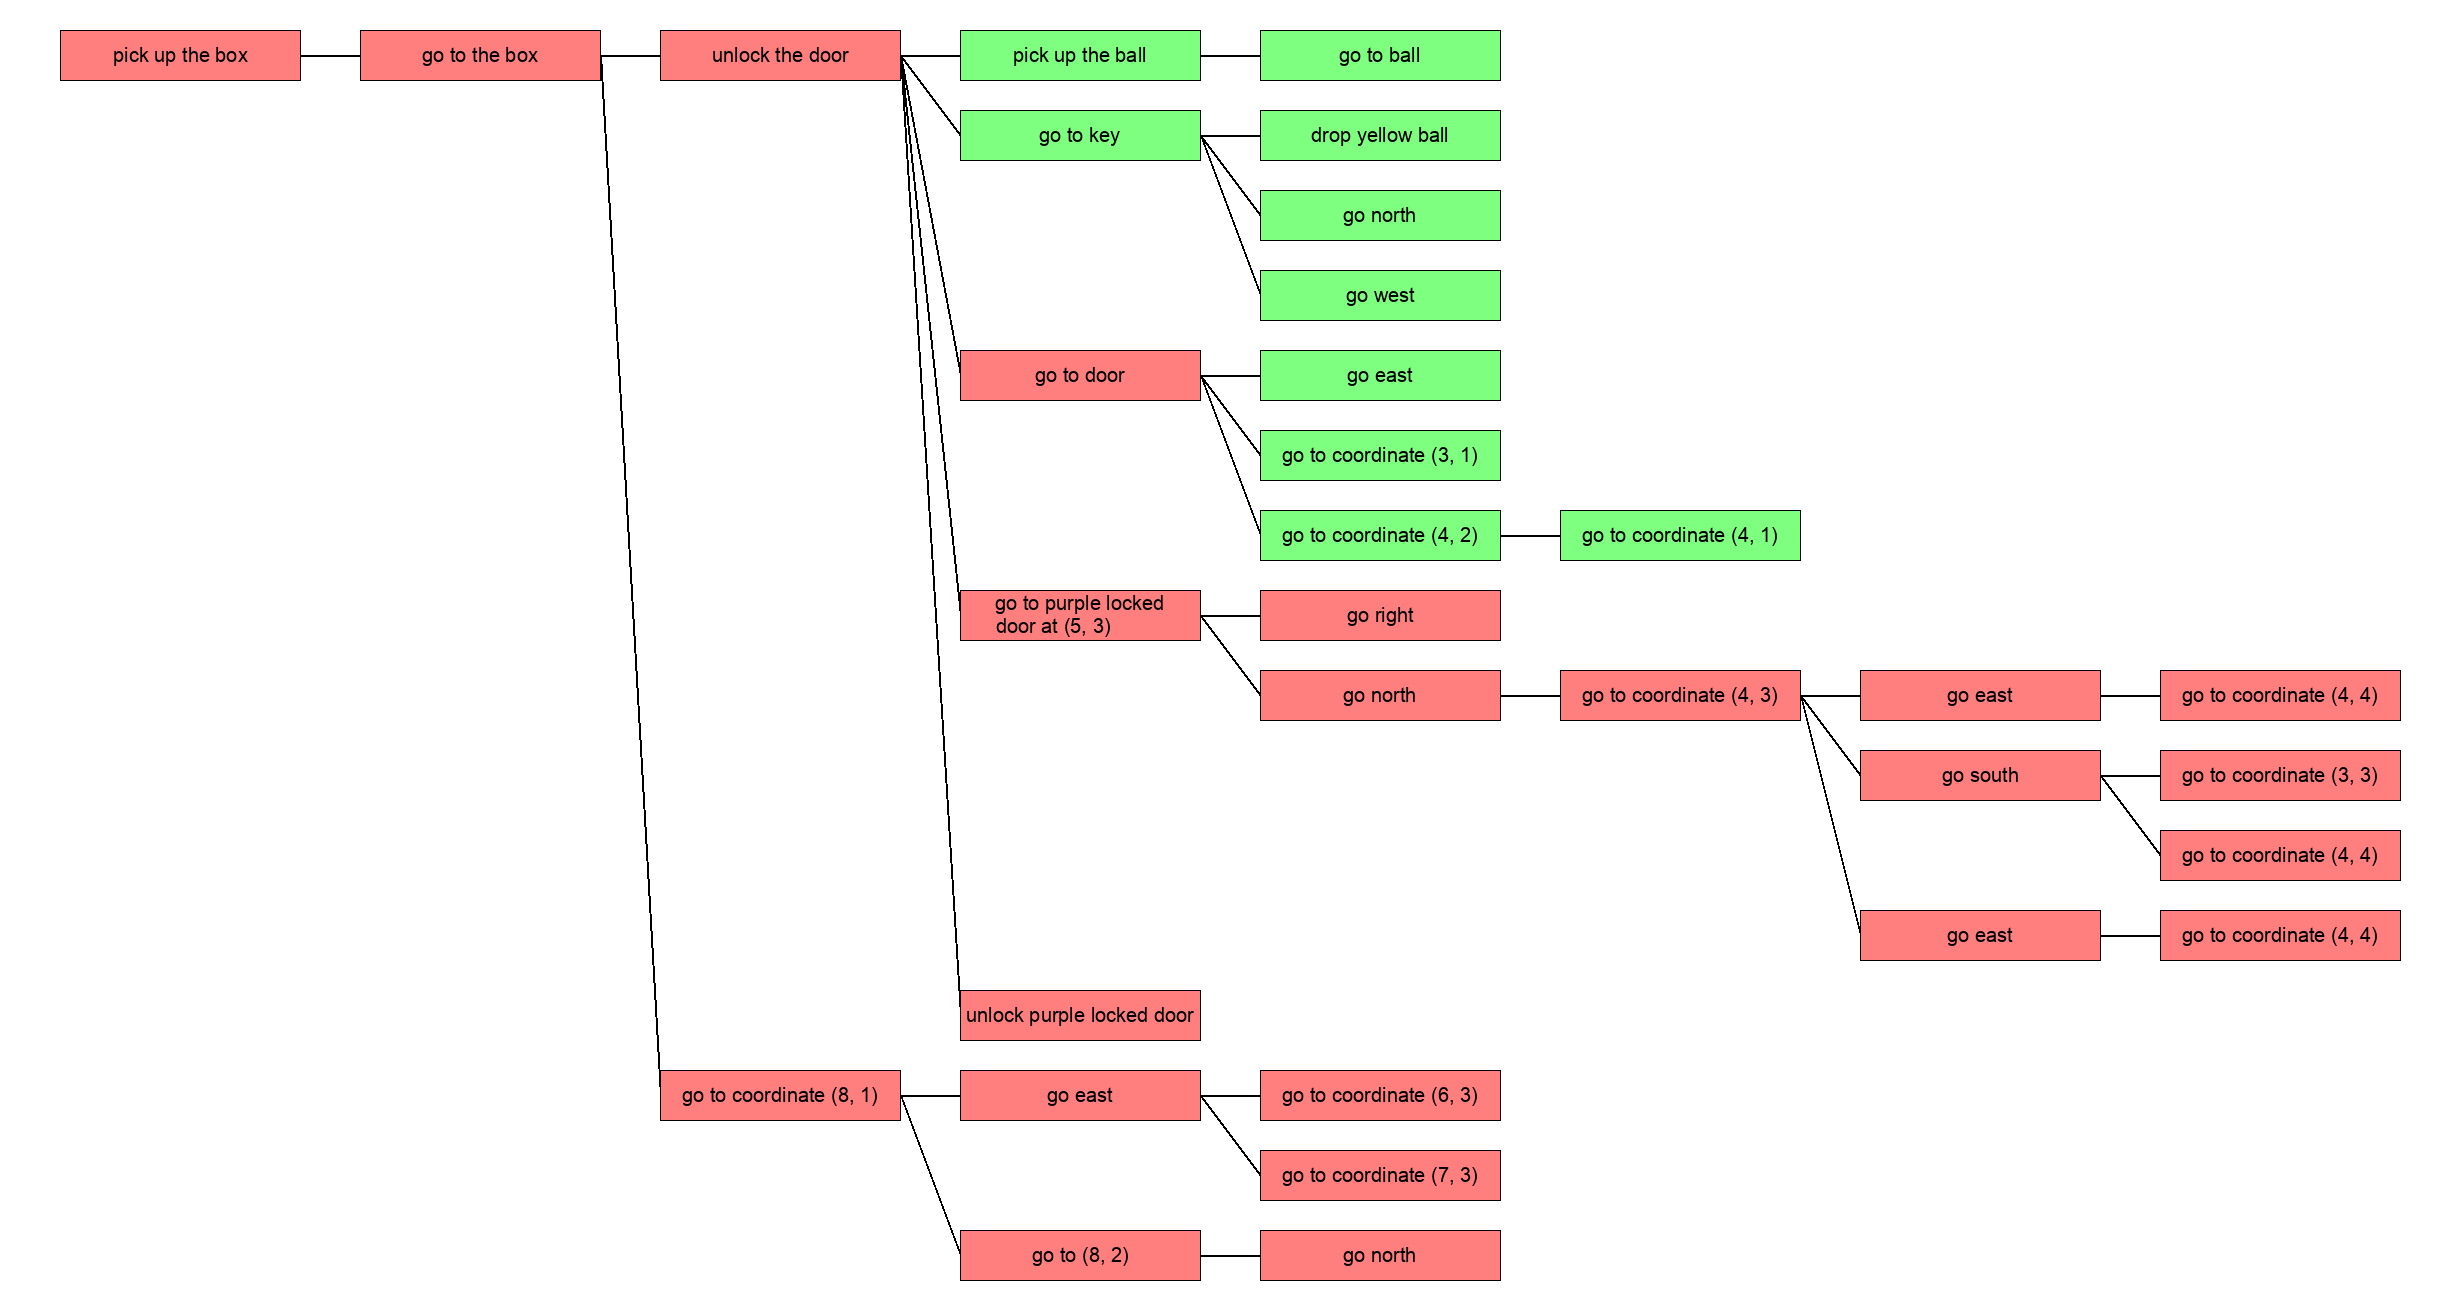 pick up the box
go to the box
unlock the door
pick up the ball
go to ball
go to key
drop yellow ball
go north
go west
go to door
go east
go to coordinate (3, 1)
go to coordinate (4, 2)
go to coordinate (4, 1)
go to purple locked
door at (5, 3)
go right
go north
go to coordinate (4, 3)
go east
go to coordinate (4, 4)
go south
go to coordinate (3, 3)
go to coordinate (4, 4)
go east
go to coordinate (4, 4)
unlock purple locked door
go to coordinate (8, 1)
go east
go to coordinate (6, 3)
go to coordinate (7, 3)
go to (8, 2)
go north